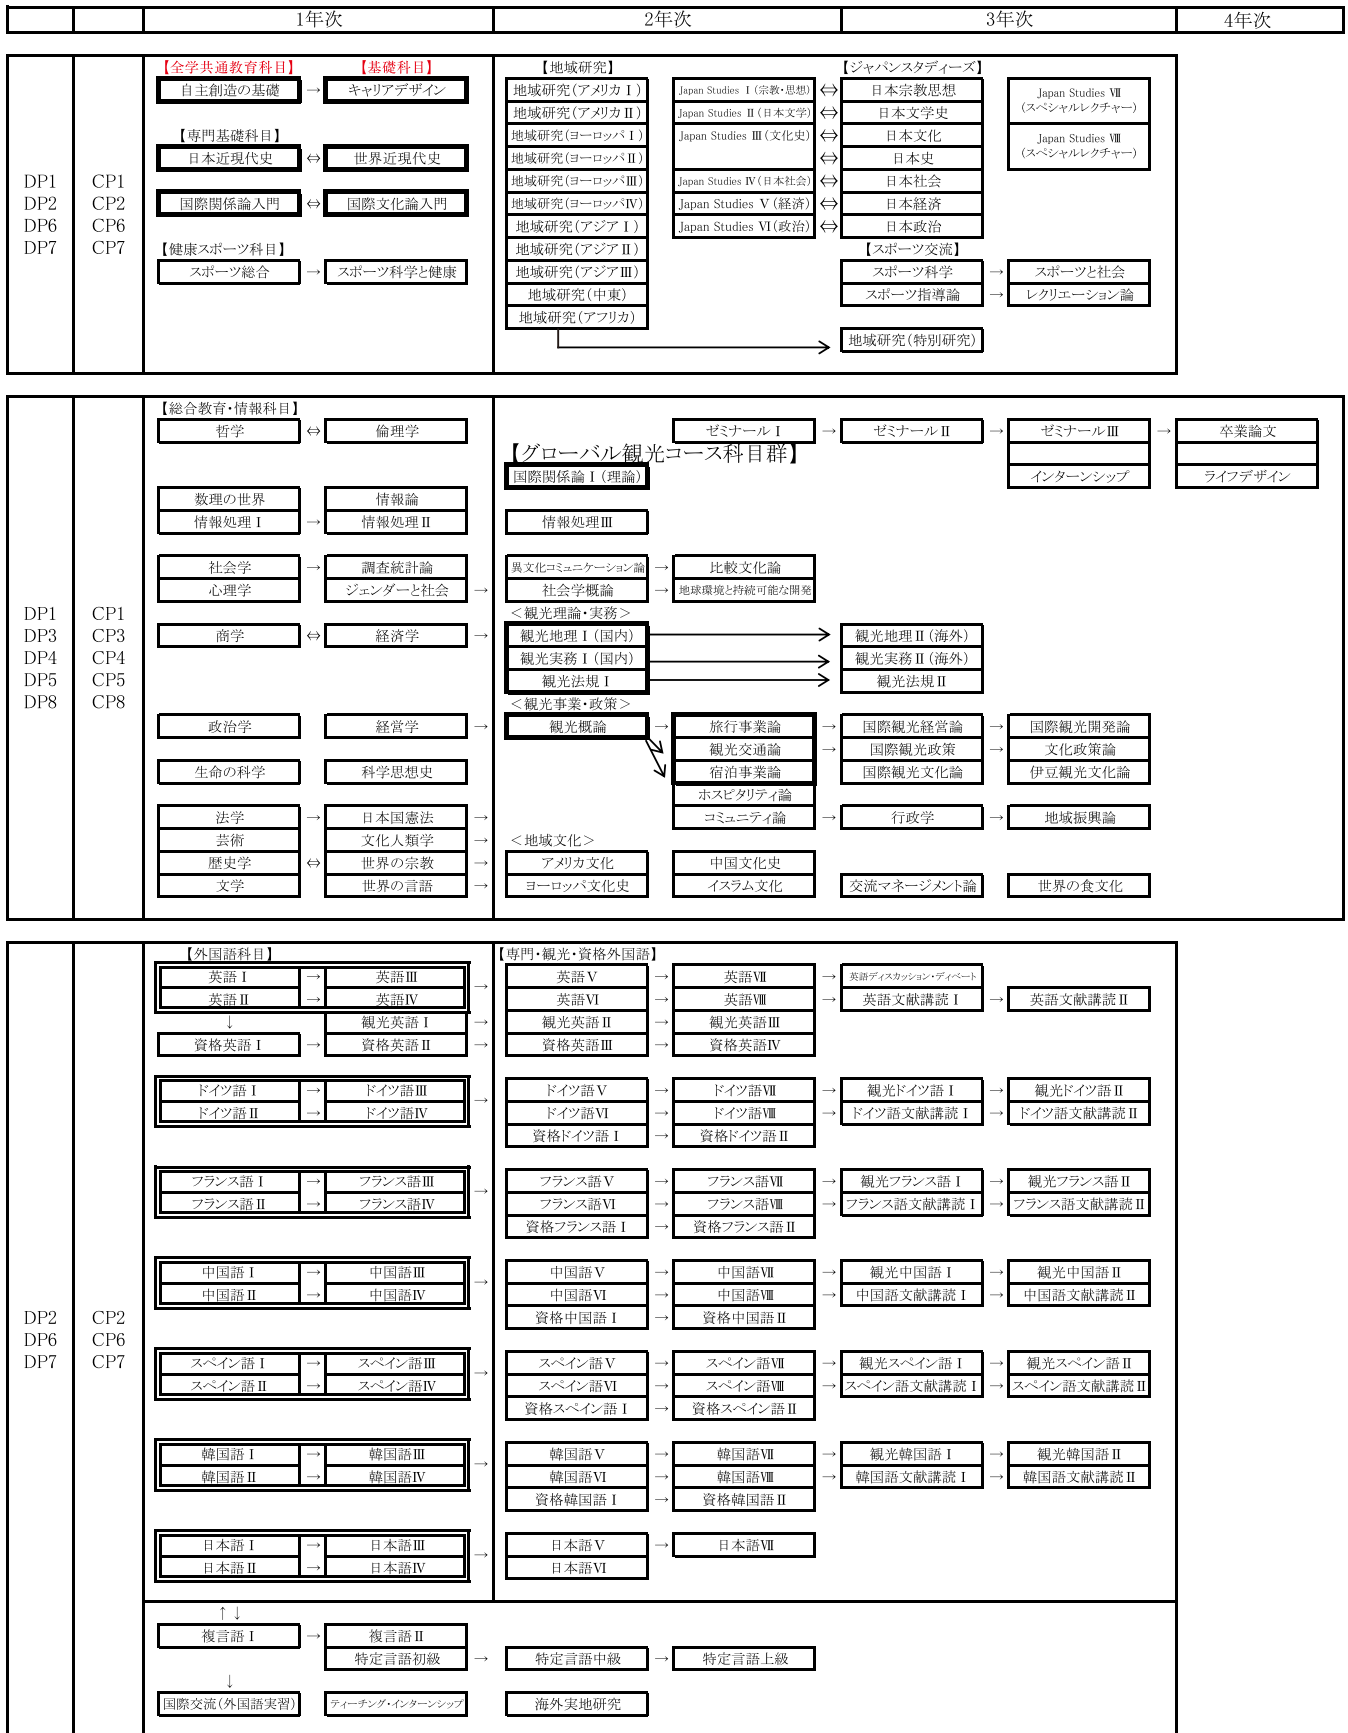 1年次 2年次 3年次 4年次
【全学共通教育科目】 【基礎科目】 【地域研究】 【ジャパンスタディーズ】
自主創造の基礎 → キャリアデザイン 地域研究(アメリカⅠ) Japan Studies Ⅰ(宗教・思想) ⇔ 日本宗教思想 Japan Studies Ⅶ
(スペシャルレクチャー)
地域研究(アメリカⅡ) Japan Studies Ⅱ(日本文学) ⇔ 日本文学史
【専門基礎科目】 地域研究(ヨーロッパⅠ) Japan Studies Ⅲ(文化史) ⇔ 日本文化 Japan Studies Ⅷ
(スペシャルレクチャー)
日本近現代史 ⇔ 世界近現代史 地域研究(ヨーロッパⅡ) ⇔ 日本史
DP1 CP1 地域研究(ヨーロッパⅢ) Japan Studies Ⅳ(日本社会) ⇔ 日本社会
DP2 CP2 国際関係論入門 ⇔ 国際文化論入門 地域研究(ヨーロッパⅣ) Japan Studies Ⅴ(経済) ⇔ 日本経済
DP6 CP6 地域研究(アジアⅠ) Japan Studies Ⅵ(政治) ⇔ 日本政治
DP7 CP7 【健康スポーツ科目】 地域研究(アジアⅡ) 【スポーツ交流】
スポーツ総合 → スポーツ科学と健康 地域研究(アジアⅢ) スポーツ科学 → スポーツと社会
地域研究(中東) スポーツ指導論 → レクリエーション論
地域研究(アフリカ)
地域研究(特別研究)
【総合教育・情報科目】
哲学 ⇔ 倫理学 ゼミナールⅠ → ゼミナールⅡ → ゼミナールⅢ → 卒業論文
【グローバル観光コース科目群】
国際関係論Ⅰ(理論) インターンシップ ライフデザイン
数理の世界 情報論
情報処理Ⅰ → 情報処理Ⅱ 情報処理Ⅲ
社会学 → 調査統計論 異文化コミュニケーション論 → 比較文化論
心理学 ジェンダーと社会 → 社会学概論 → 地球環境と持続可能な開発
DP1 CP1 <観光理論・実務>
DP3 CP3 商学 ⇔ 経済学 → 観光地理Ⅰ(国内) 観光地理Ⅱ(海外)
DP4 CP4 観光実務Ⅰ(国内) 観光実務Ⅱ(海外)
DP5 CP5 観光法規Ⅰ 観光法規Ⅱ
DP8 CP8 <観光事業・政策>
政治学 経営学 → 観光概論 → 旅行事業論 → 国際観光経営論 → 国際観光開発論
観光交通論 → 国際観光政策 → 文化政策論
生命の科学 科学思想史 宿泊事業論 国際観光文化論 伊豆観光文化論
ホスピタリティ論
法学 → 日本国憲法 → コミュニティ論 → 行政学 → 地域振興論
芸術 文化人類学 → <地域文化>
歴史学 ⇔ 世界の宗教 → アメリカ文化 中国文化史
文学 世界の言語 → ヨーロッパ文化史 イスラム文化 交流マネージメント論 世界の食文化
【外国語科目】 【専門・観光・資格外国語】
英語Ⅰ → 英語Ⅲ → 英語Ⅴ → 英語Ⅶ → 英語ディスカッション・ディベート
英語Ⅱ → 英語Ⅳ 英語Ⅵ → 英語Ⅷ → 英語文献講読Ⅰ → 英語文献講読Ⅱ
↓ 観光英語Ⅰ → 観光英語Ⅱ → 観光英語Ⅲ
資格英語Ⅰ → 資格英語Ⅱ → 資格英語Ⅲ → 資格英語Ⅳ
ドイツ語Ⅰ → ドイツ語Ⅲ → ドイツ語Ⅴ → ドイツ語Ⅶ → 観光ドイツ語Ⅰ → 観光ドイツ語Ⅱ
ドイツ語Ⅱ → ドイツ語Ⅳ ドイツ語Ⅵ → ドイツ語Ⅷ → ドイツ語文献講読Ⅰ → ドイツ語文献講読Ⅱ
資格ドイツ語Ⅰ → 資格ドイツ語Ⅱ
フランス語Ⅰ → フランス語Ⅲ → フランス語Ⅴ → フランス語Ⅶ → 観光フランス語Ⅰ → 観光フランス語Ⅱ
フランス語Ⅱ → フランス語Ⅳ フランス語Ⅵ → フランス語Ⅷ → フランス語文献講読Ⅰ → フランス語文献講読Ⅱ
資格フランス語Ⅰ → 資格フランス語Ⅱ
中国語Ⅰ → 中国語Ⅲ → 中国語Ⅴ → 中国語Ⅶ → 観光中国語Ⅰ → 観光中国語Ⅱ
中国語Ⅱ → 中国語Ⅳ 中国語Ⅵ → 中国語Ⅷ → 中国語文献講読Ⅰ → 中国語文献講読Ⅱ
DP2 CP2 資格中国語Ⅰ → 資格中国語Ⅱ
DP6 CP6
DP7 CP7 スペイン語Ⅰ → スペイン語Ⅲ → スペイン語Ⅴ → スペイン語Ⅶ → 観光スペイン語Ⅰ → 観光スペイン語Ⅱ
スペイン語Ⅱ → スペイン語Ⅳ スペイン語Ⅵ → スペイン語Ⅷ → スペイン語文献講読Ⅰ → スペイン語文献講読Ⅱ
資格スペイン語Ⅰ → 資格スペイン語Ⅱ
韓国語Ⅰ → 韓国語Ⅲ → 韓国語Ⅴ → 韓国語Ⅶ → 観光韓国語Ⅰ → 観光韓国語Ⅱ
韓国語Ⅱ → 韓国語Ⅳ 韓国語Ⅵ → 韓国語Ⅷ → 韓国語文献講読Ⅰ → 韓国語文献講読Ⅱ
資格韓国語Ⅰ → 資格韓国語Ⅱ
日本語Ⅰ → 日本語Ⅲ → 日本語Ⅴ → 日本語Ⅶ
日本語Ⅱ → 日本語Ⅳ 日本語Ⅵ
↑↓
複言語Ⅰ → 複言語Ⅱ
特定言語初級 → 特定言語中級 → 特定言語上級
↓
国際交流(外国語実習) ティーチング・インターンシップ 海外実地研究